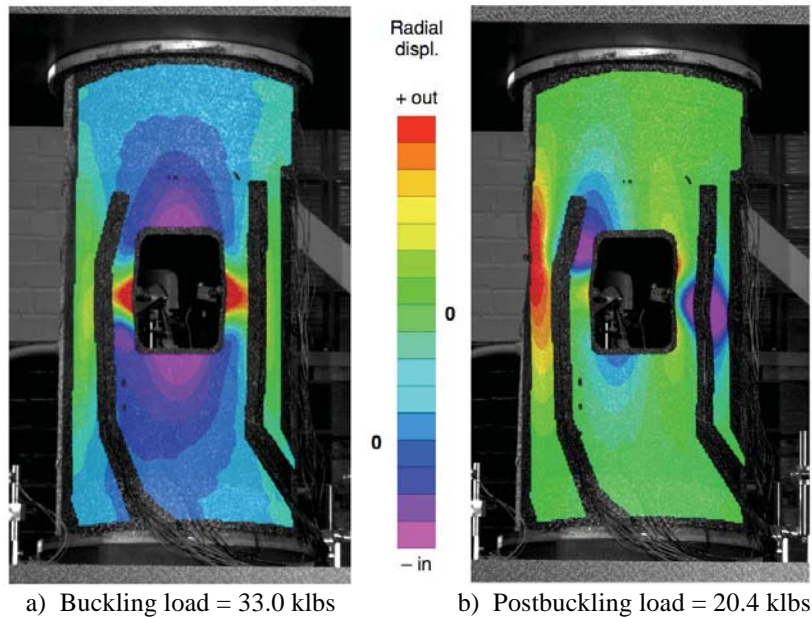 Radial
displ.
+ out
0
0
− in
a) Buckling load = 33.0 klbs
b) Postbuckling load = 20.4 klbs